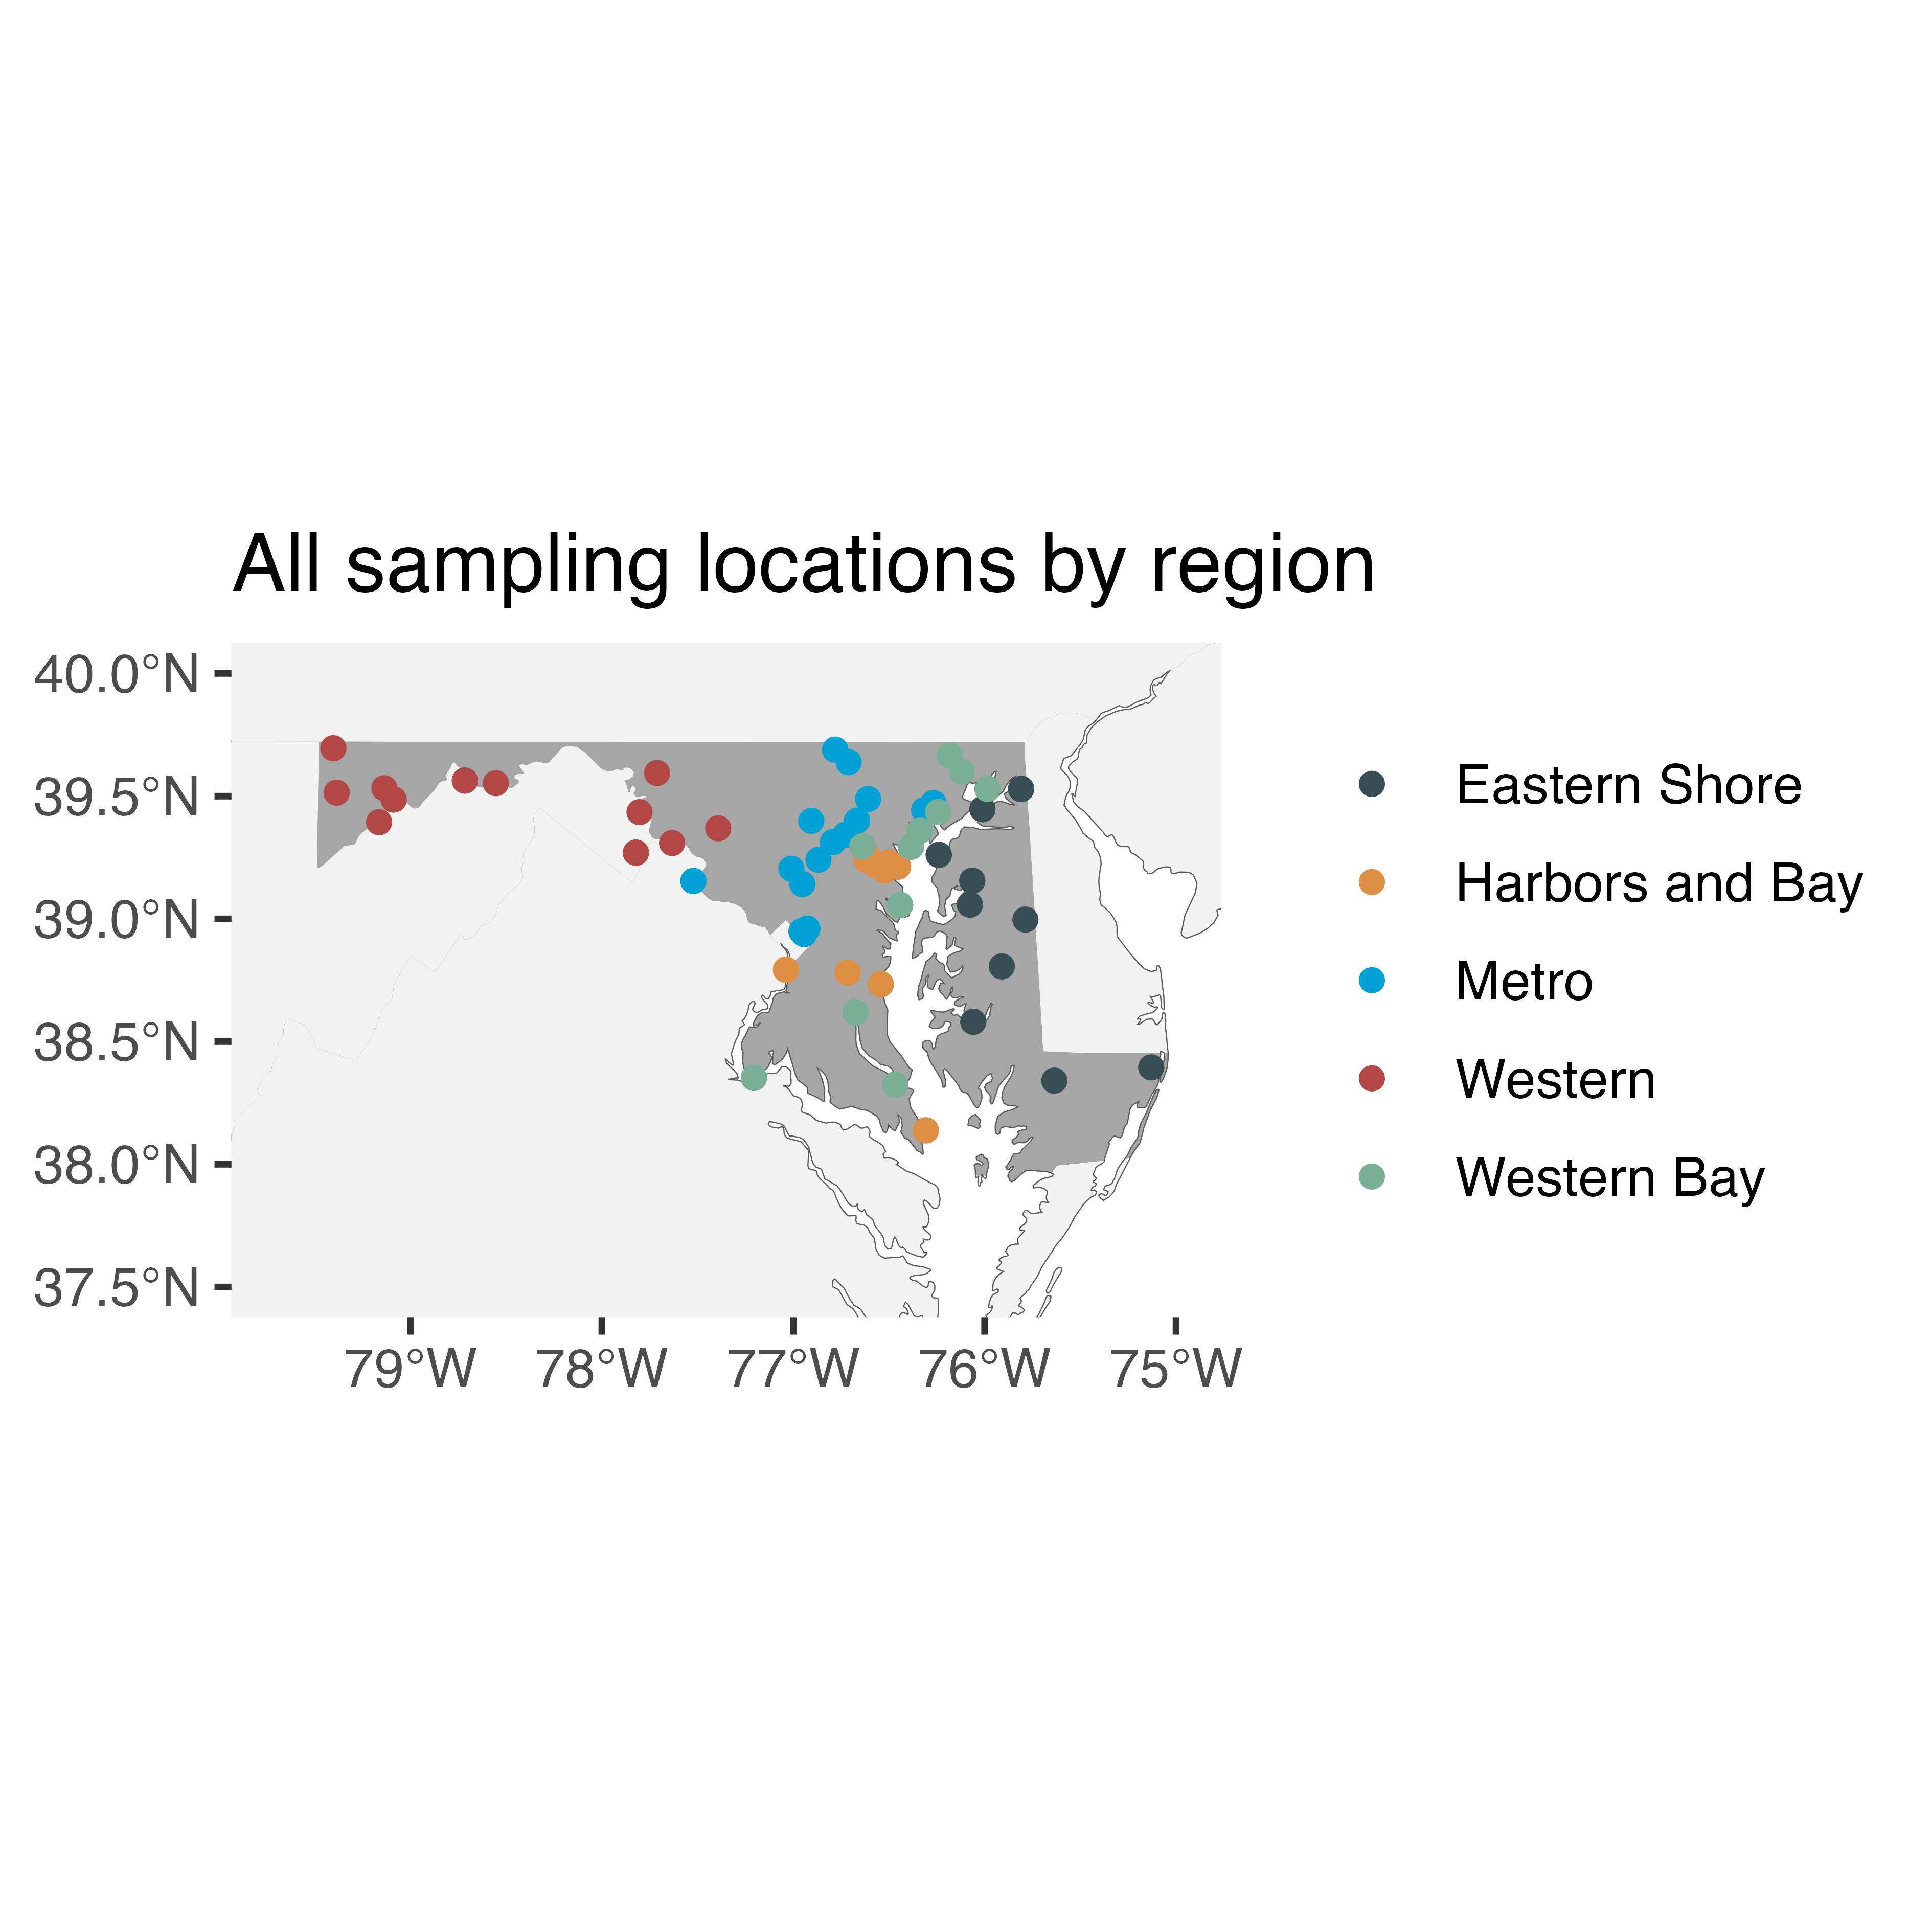 All sampling locations by region
40.0°N
39.5°N
39.0°N
38.5°N
38.0°N
37.5°N
79°W
78°W
77°W
76°W
75°W
Eastern Shore
Harbors and Bay
Metro
Western
Western Bay